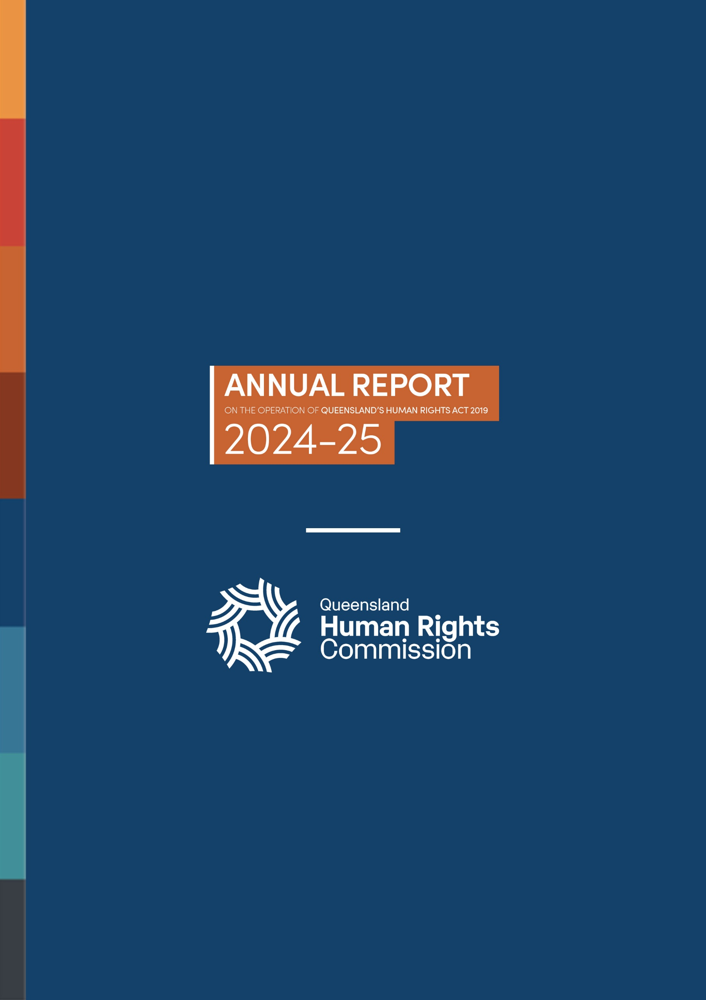 ANNUAL REPORT
ON THE OPERATION OF QUEENSLAND'S HUMAN RIGHTS ACT 2019
2024–25
Queensland
Human Rights
Commission